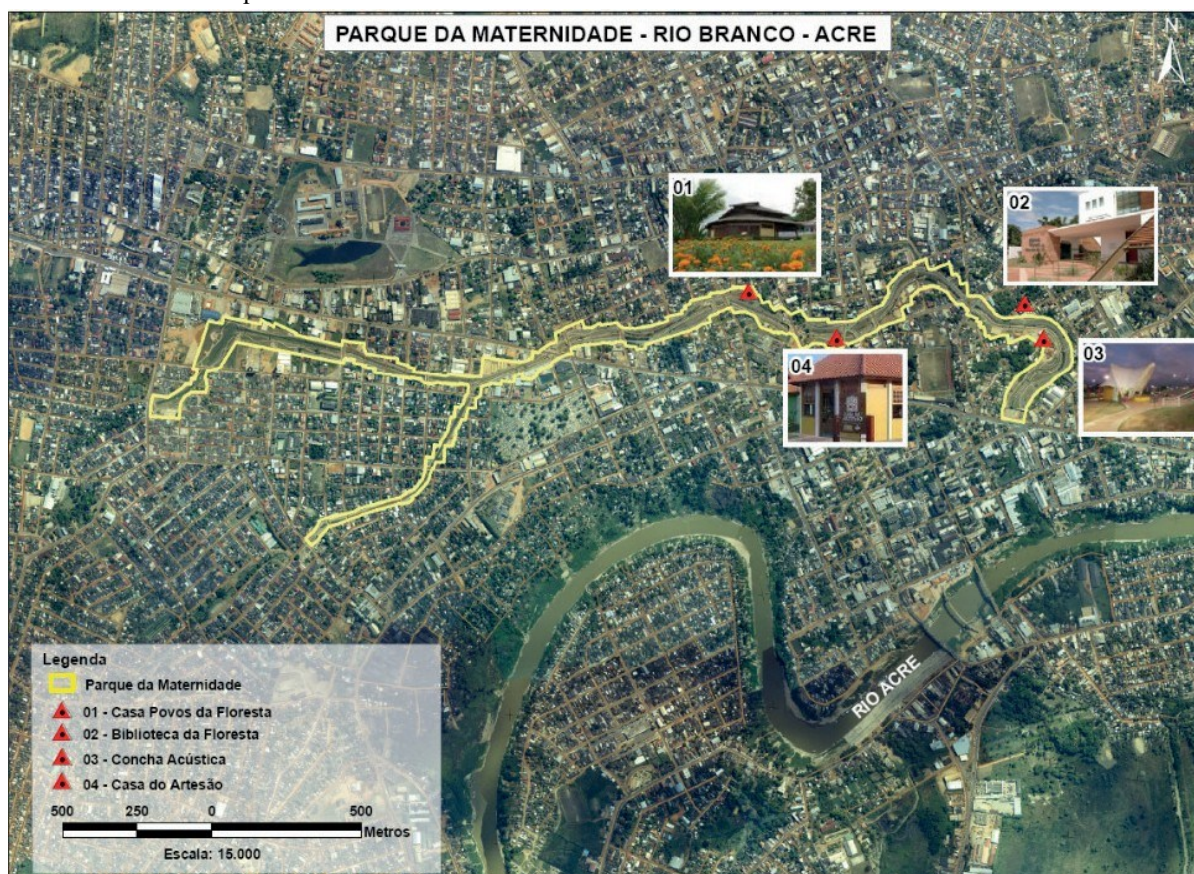 PARQUE DA MATERNIDADE - RIO BRANCO - ACRE
N
01
02
03
04
RIO ACRE
Legenda
Parque da Maternidade
01 - Casa Povos da Floresta
02 - Biblioteca da Floresta
03 - Concha Acústica
04 - Casa do Artesão
500 250 0 500
Metros
Escala: 15.000